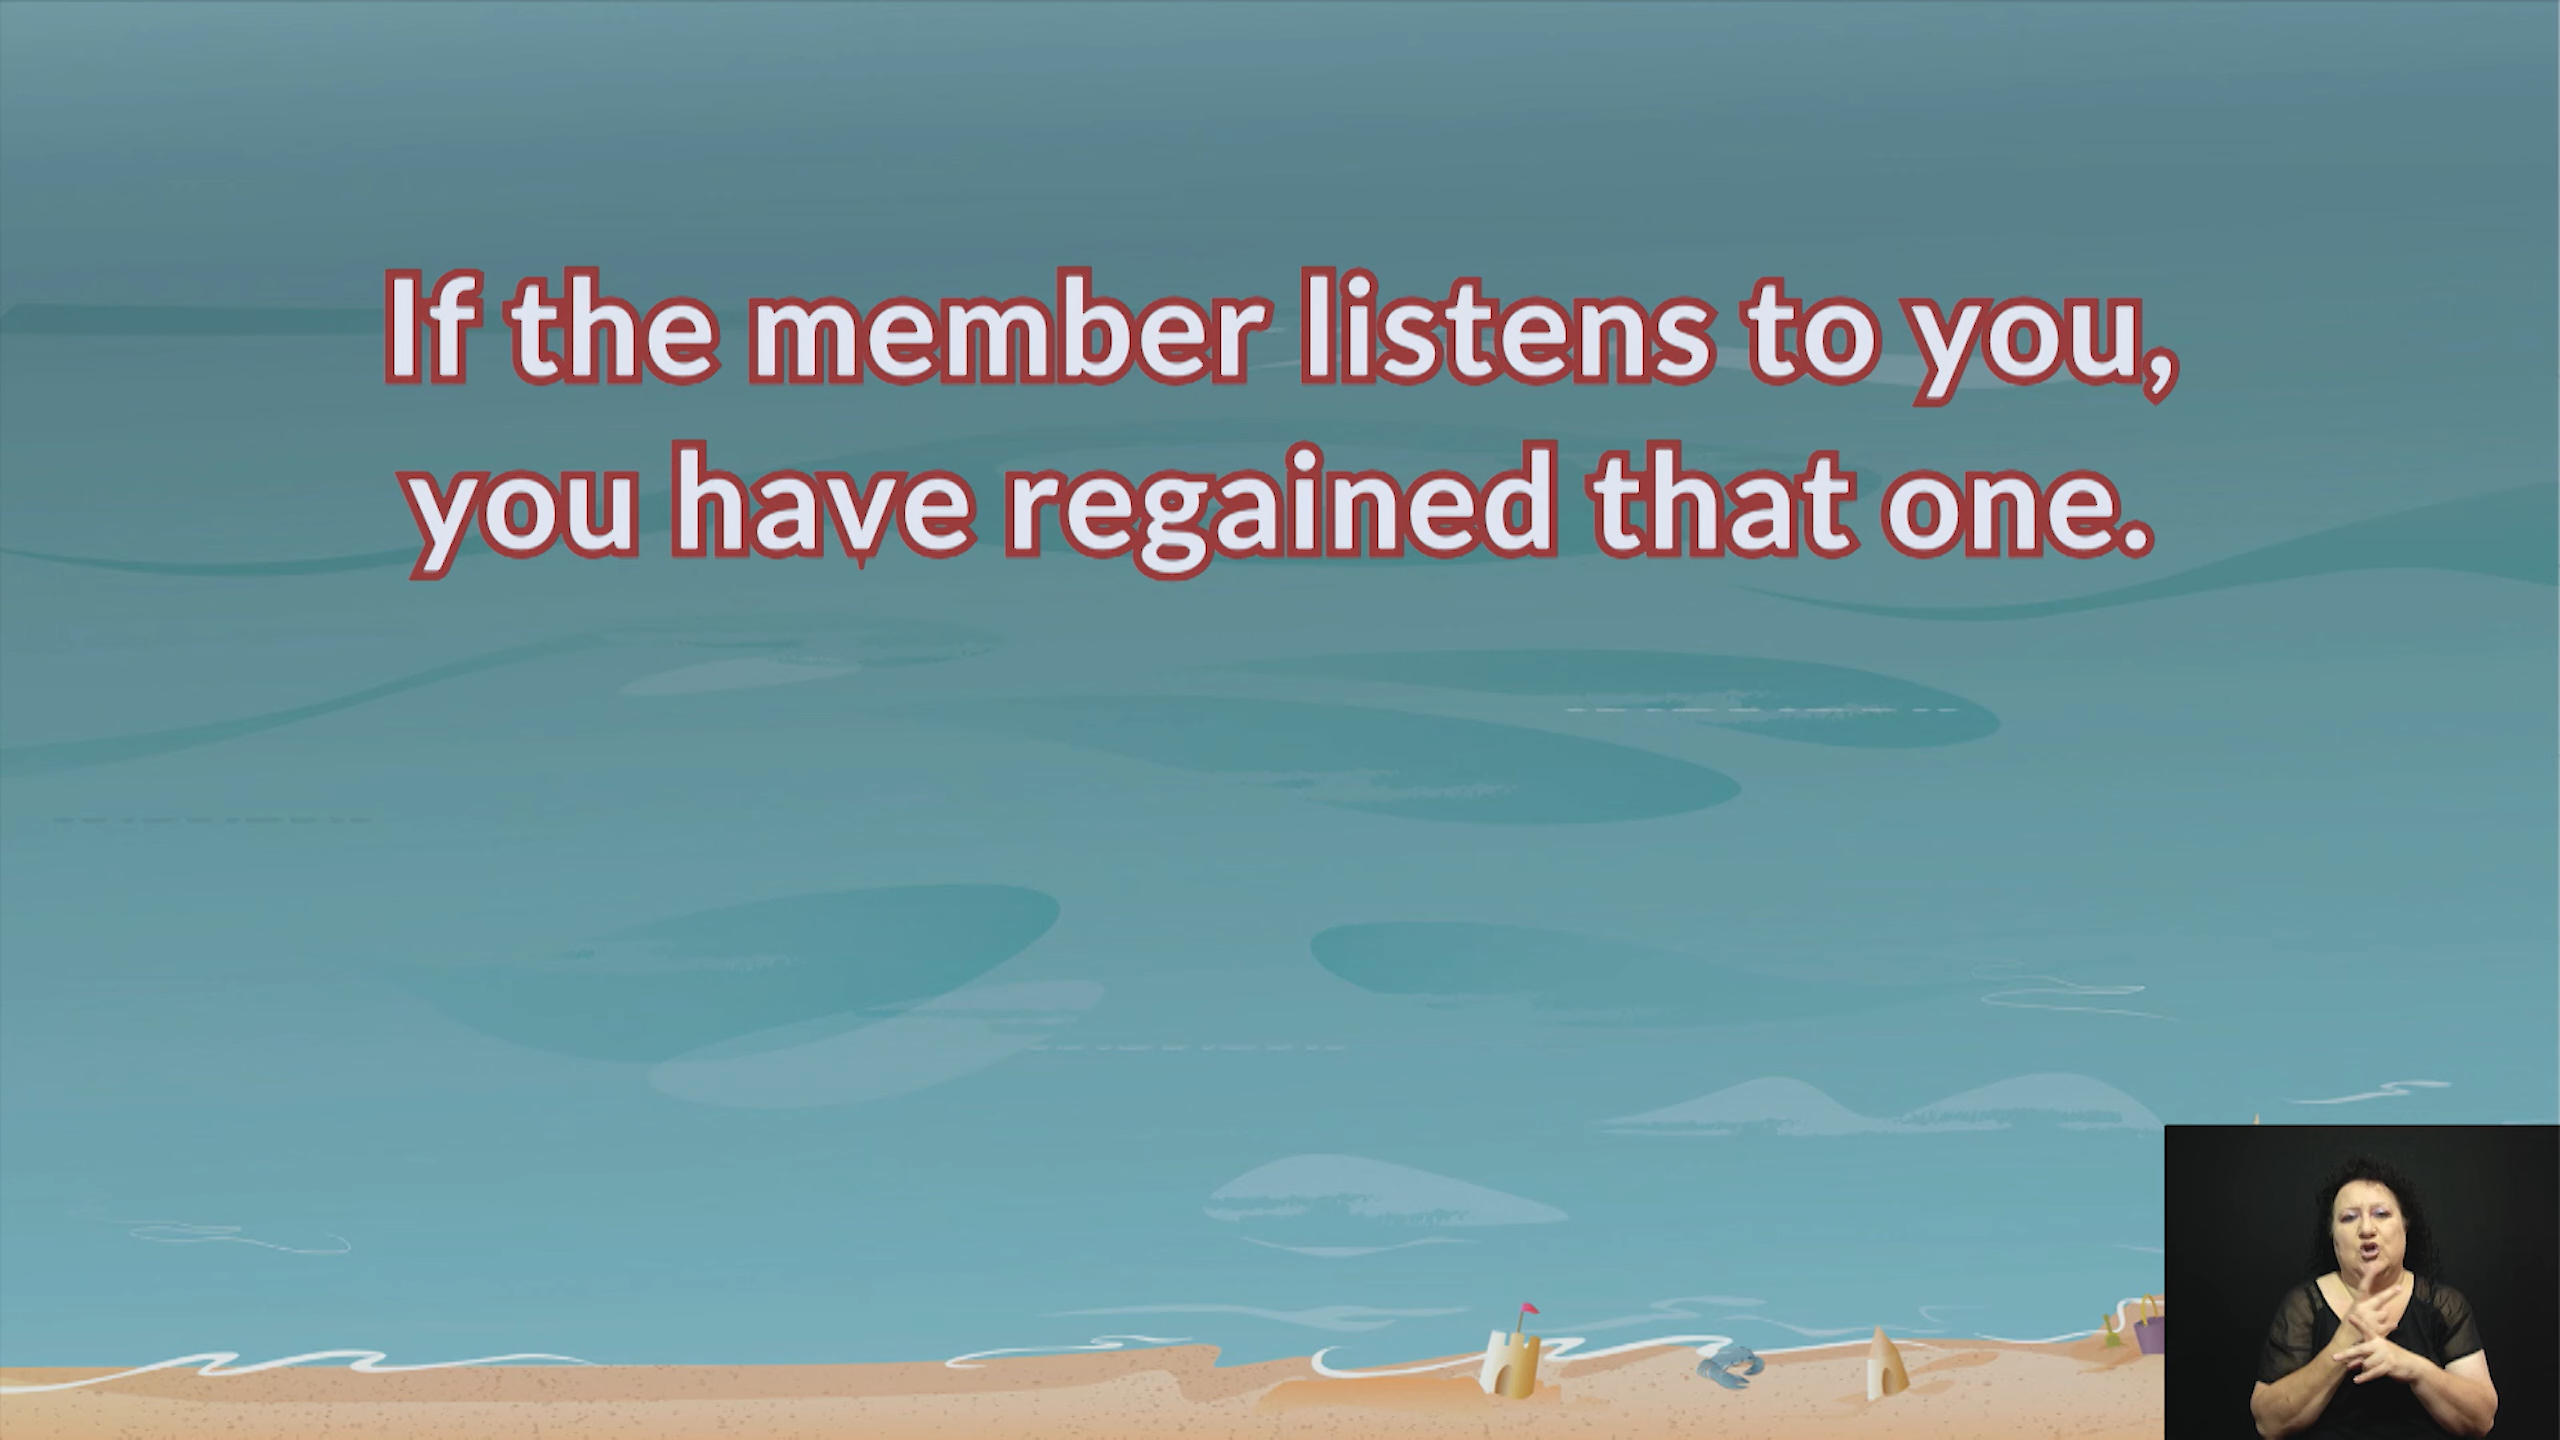 If the member listens to you,
you have regained that one.